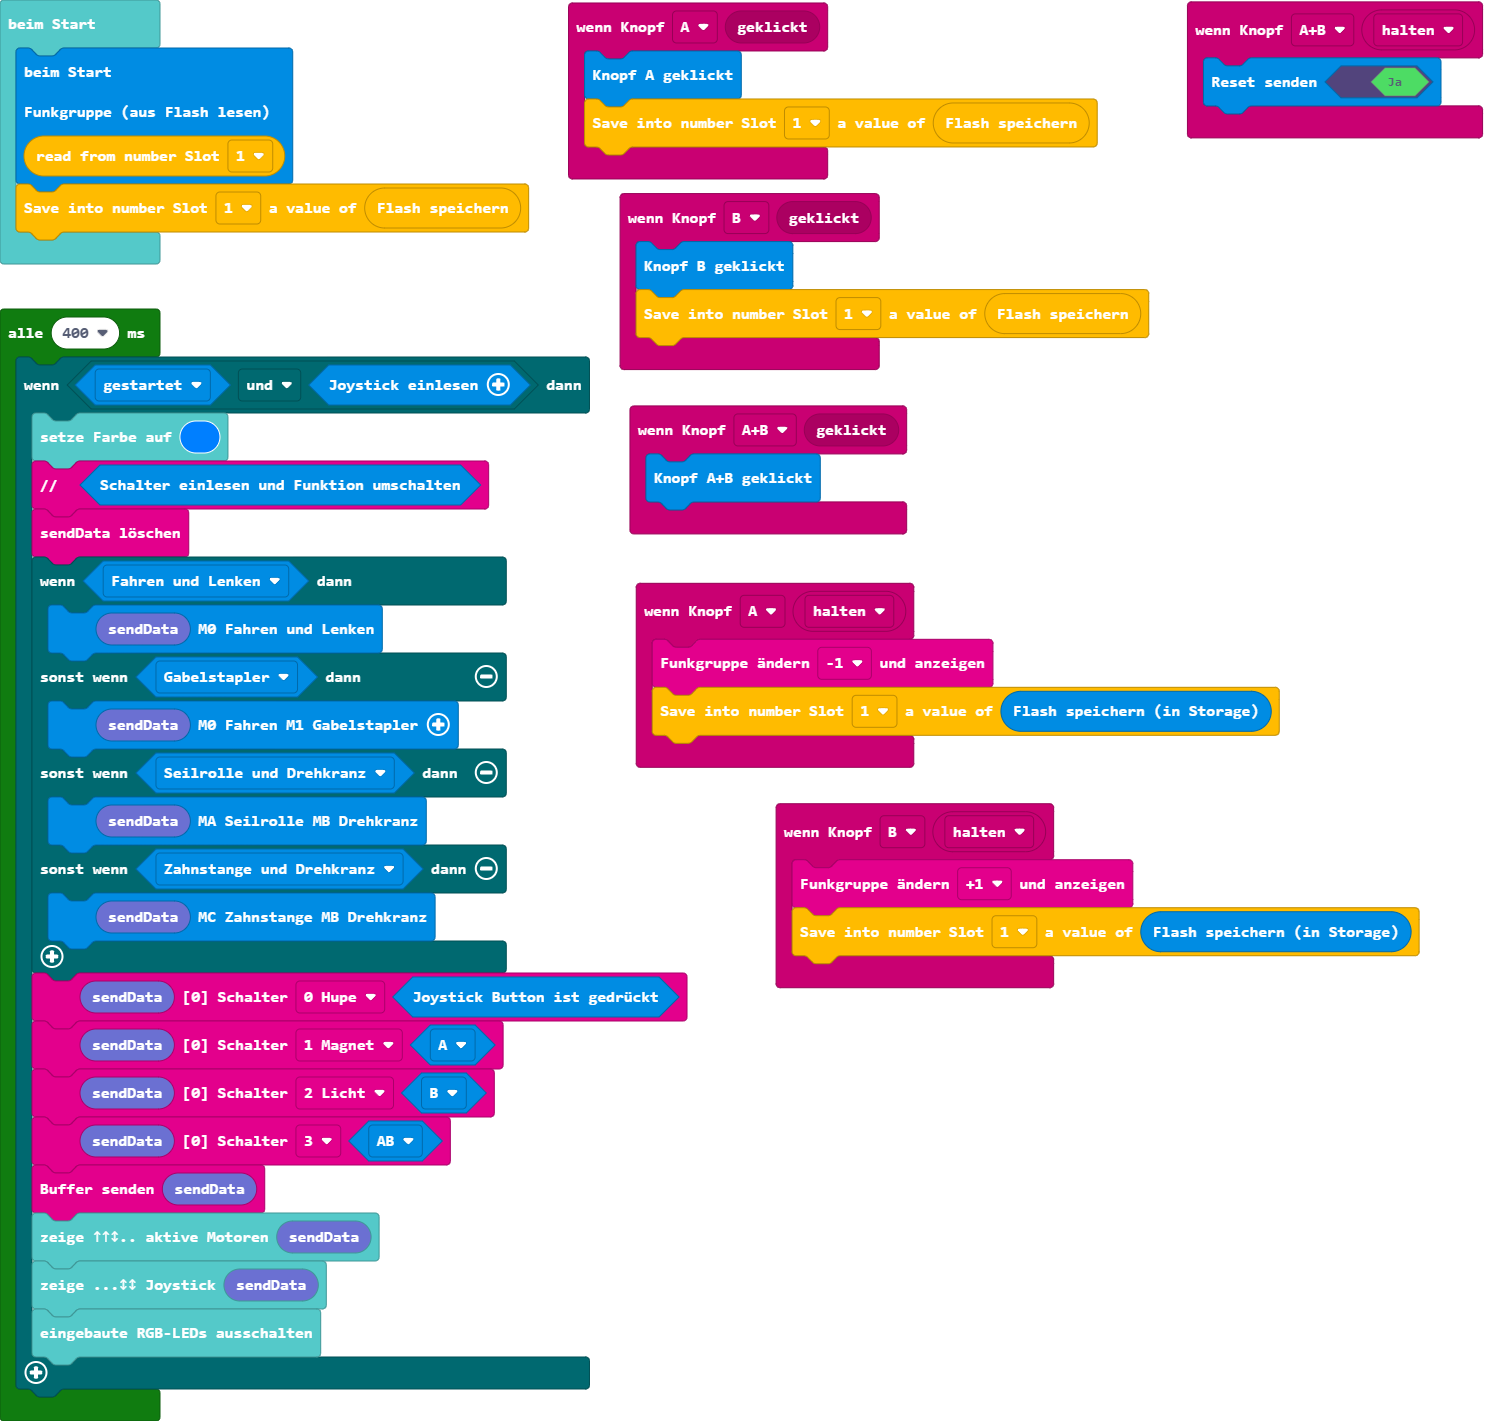 beim Start
beim Start
Funkgruppe (aus Flash lesen)
read from number Slot 1
Save into number Slot 1 a value of Flash speichern
alle 400 ms
wenn gestartet und Joystick einlesen dann
setze Farbe auf
// Schalter einlesen und Funktion umschalten
sendData löschen
wenn Fahren und Lenken dann
sendData M0 Fahren und Lenken
sonst wenn Gabelstapler dann
sendData M0 Fahren M1 Gabelstapler
sonst wenn Seilrolle und Drehkranz dann
sendData MA Seilrolle MB Drehkranz
sonst wenn Zahnstange und Drehkranz dann
sendData MC Zahnstange MB Drehkranz
sendData [0] Schalter 0 Hupe Joystick Button ist gedrückt
sendData [0] Schalter 1 Magnet A
sendData [0] Schalter 2 Licht B
sendData [0] Schalter 3 AB
Buffer senden sendData
zeige ↑↑↕.. aktive Motoren sendData
zeige ...↕↕ Joystick sendData
eingebaute RGB-LEDs ausschalten
wenn Knopf A geklickt
Knopf A geklickt
Save into number Slot 1 a value of Flash speichern
wenn Knopf B geklickt
Knopf B geklickt
Save into number Slot 1 a value of Flash speichern
wenn Knopf A+B geklickt
Knopf A+B geklickt
wenn Knopf A halten
Funkgruppe ändern -1 und anzeigen
Save into number Slot 1 a value of Flash speichern (in Storage)
wenn Knopf B halten
Funkgruppe ändern +1 und anzeigen
Save into number Slot 1 a value of Flash speichern (in Storage)
wenn Knopf A+B halten
Reset senden Ja